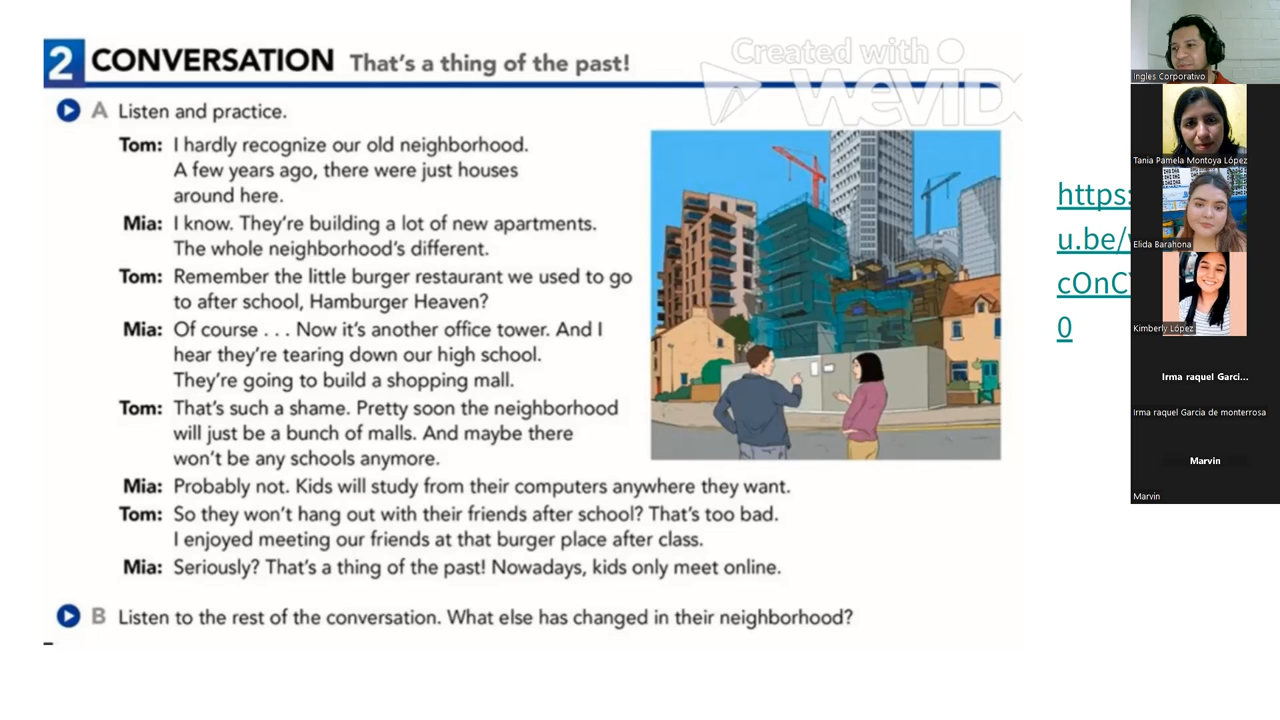 2 CONVERSATION That's a thing of the past!
Created with
WEVID
A Listen and practice.
Tom: I hardly recognize our old neighborhood.
A few years ago, there were just houses
around here.
Mia: I know. They're building a lot of new apartments.
The whole neighborhood's different.
Tom: Remember the little burger restaurant we used to go
to after school, Hamburger Heaven?
Mia: Of course . . . Now it's another office tower. And I
hear they're tearing down our high school.
They're going to build a shopping mall.
Tom: That's such a shame. Pretty soon the neighborhood
will just be a bunch of malls. And maybe there
won't be any schools anymore.
Mia: Probably not. Kids will study from their computers anywhere they want.
Tom: So they won't hang out with their friends after school? That's too bad.
I enjoyed meeting our friends at that burger place after class.
Mia: Seriously? That's a thing of the past! Nowadays, kids only meet online.
B Listen to the rest of the conversation. What else has changed in their neighborhood?
https:
u.be/
cOnC
0
Ingles Corporativo
Tania Pamela Montoya López
Elida Barahona
Kimberly López
Irma raquel Garci...
Irma raquel Garcia de monterrosa
Marvin
Marvin